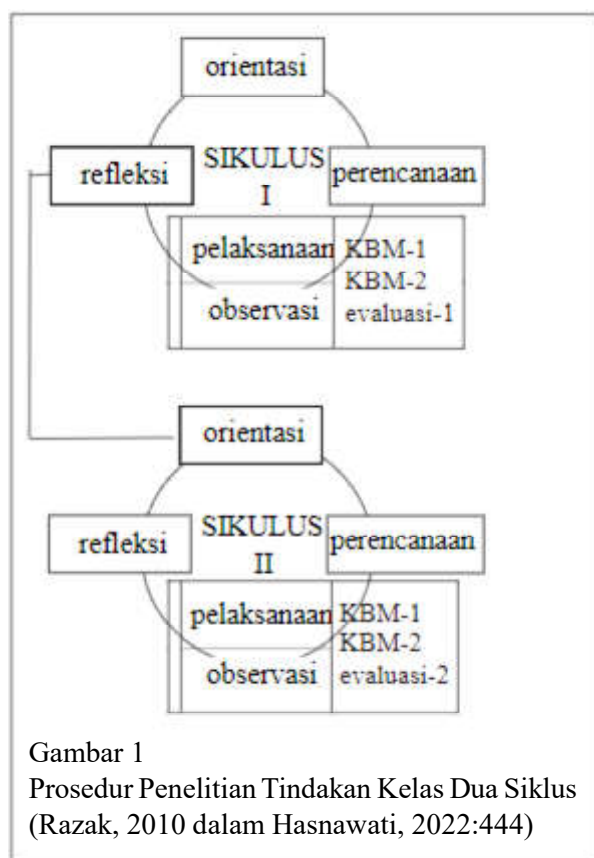 orientasi
refleksi
SIKULUS
I
perencanaan
pelaksanaan
KBM-1
KBM-2
observasi
evaluasi-1
orientasi
refleksi
SIKULUS
II
perencanaan
pelaksanaan
KBM-1
KBM-2
observasi
evaluasi-2
Gambar 1
Prosedur Penelitian Tindakan Kelas Dua Siklus
(Razak, 2010 dalam Hasnawati, 2022:444)